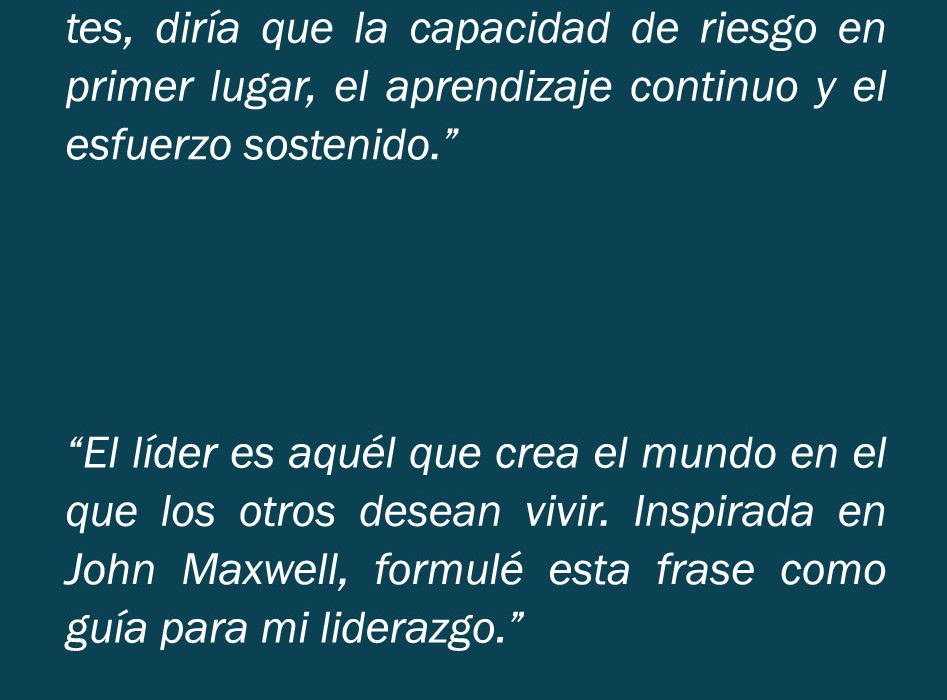 tes, diría que la capacidad de riesgo en
primer lugar, el aprendizaje continuo y el
esfuerzo sostenido.”
“El líder es aquél que crea el mundo en el
que los otros desean vivir. Inspirada en
John Maxwell, formulé esta frase como
guía para mi liderazgo.”